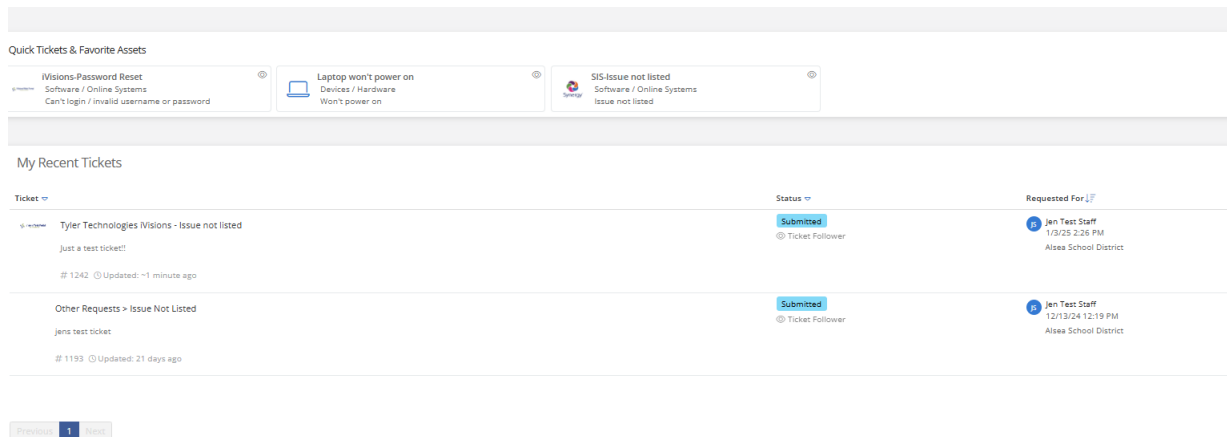 Quick Tickets & Favorite Assets
iVisions-Password Reset
Software / Online Systems
Can't login / invalid username or password
Laptop won't power on
Devices / Hardware
Won't power on
Synergy
SIS-Issue not listed
Software / Online Systems
Issue not listed
My Recent Tickets
Ticket Status Requested For
Tyler Technologies iVisions - Issue not listed
Just a test ticket!!
# 1242 Updated: ~1 minute ago
Submitted
Ticket Follower
JS Jen Test Staff
1/3/25 2:26 PM
Alsea School District
Other Requests > Issue Not Listed
jens test ticket
# 1193 Updated: 21 days ago
Submitted
Ticket Follower
JS Jen Test Staff
12/13/24 12:19 PM
Alsea School District
Previous 1 Next